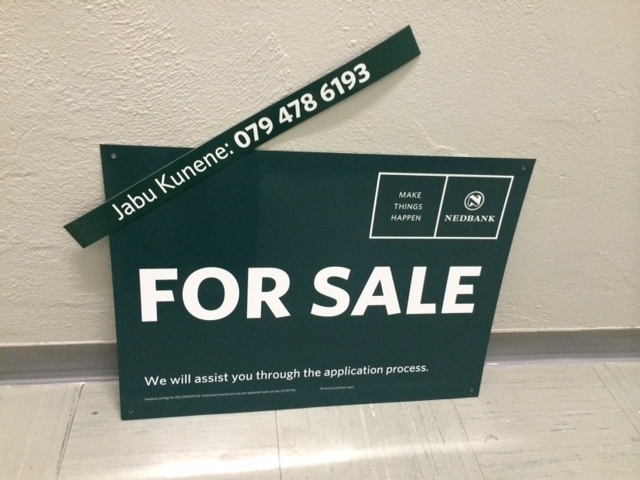 Jabu Kunene: 079 478 6193
MAKE
THINGS
HAPPEN
NEDBANK
FOR SALE
We will assist you through the application process.